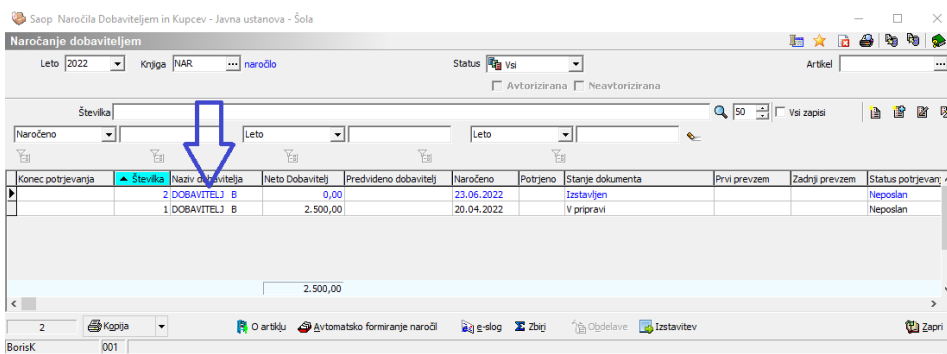 Saop Naročila Dobaviteljem in Kupcev - Javna ustanova - Šola
Naročanje dobaviteljem
Leto 2022 Knjiga NAR ... naročilo Status Vsi Artikel ...
Avtorizirana Neavtorizirana
Številka 50 Vsi zapisi
Naročeno Leto Leto
Konec potrjevanja Številka Naziv dobavitelja Neto Dobavitelj Predvideno dobavitelj Naročeno Potrjeno Stanje dokumenta Prvi prevzem Zadnji prevzem Status potrjevanj
2 DOBAVITELJ B 0,00 23.06.2022 Izstavljen Neposlan
1 DOBAVITELJ B 2.500,00 20.04.2022 V pripravi Neposlan
2.500,00
2 Kopija O artiklu Avtomatsko formiranje naročil e-slog Zbirj Obdelave Izstavitev Zapri
BorisK 001